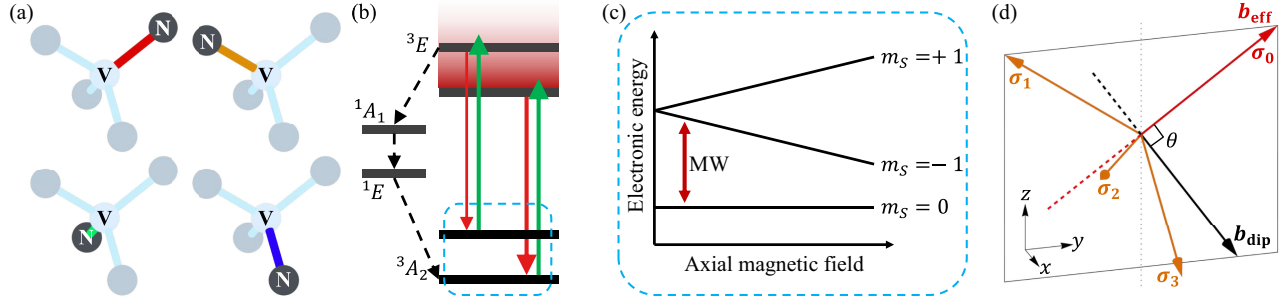 (a)
N
V
N
V
V
N
V
N
(b)
³E
¹A₁
¹E
³A₂
(c)
Electronic energy
m_S = + 1
MW
m_S = − 1
m_S = 0
Axial magnetic field
(d)
b_eff
σ₀
σ₁
θ
σ₂
z
y
x
b_dip
σ₃